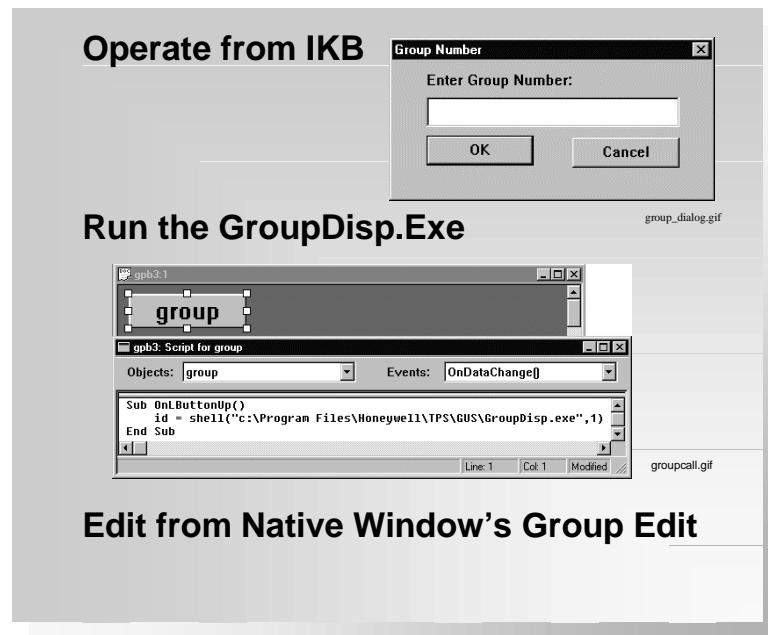 Operate from IKB
Group Number
Enter Group Number:
OK
Cancel
group_dialog.gif
Run the GroupDisp.Exe
gpb3:1
group
gpb3: Script for group
Objects: group
Events: OnDataChange()
Sub OnLButtonUp()
id = shell("c:\Program Files\Honeywell\TPS\GUS\GroupDisp.exe",1)
End Sub
Line: 1
Col: 1
Modified
groupcall.gif
Edit from Native Window’s Group Edit